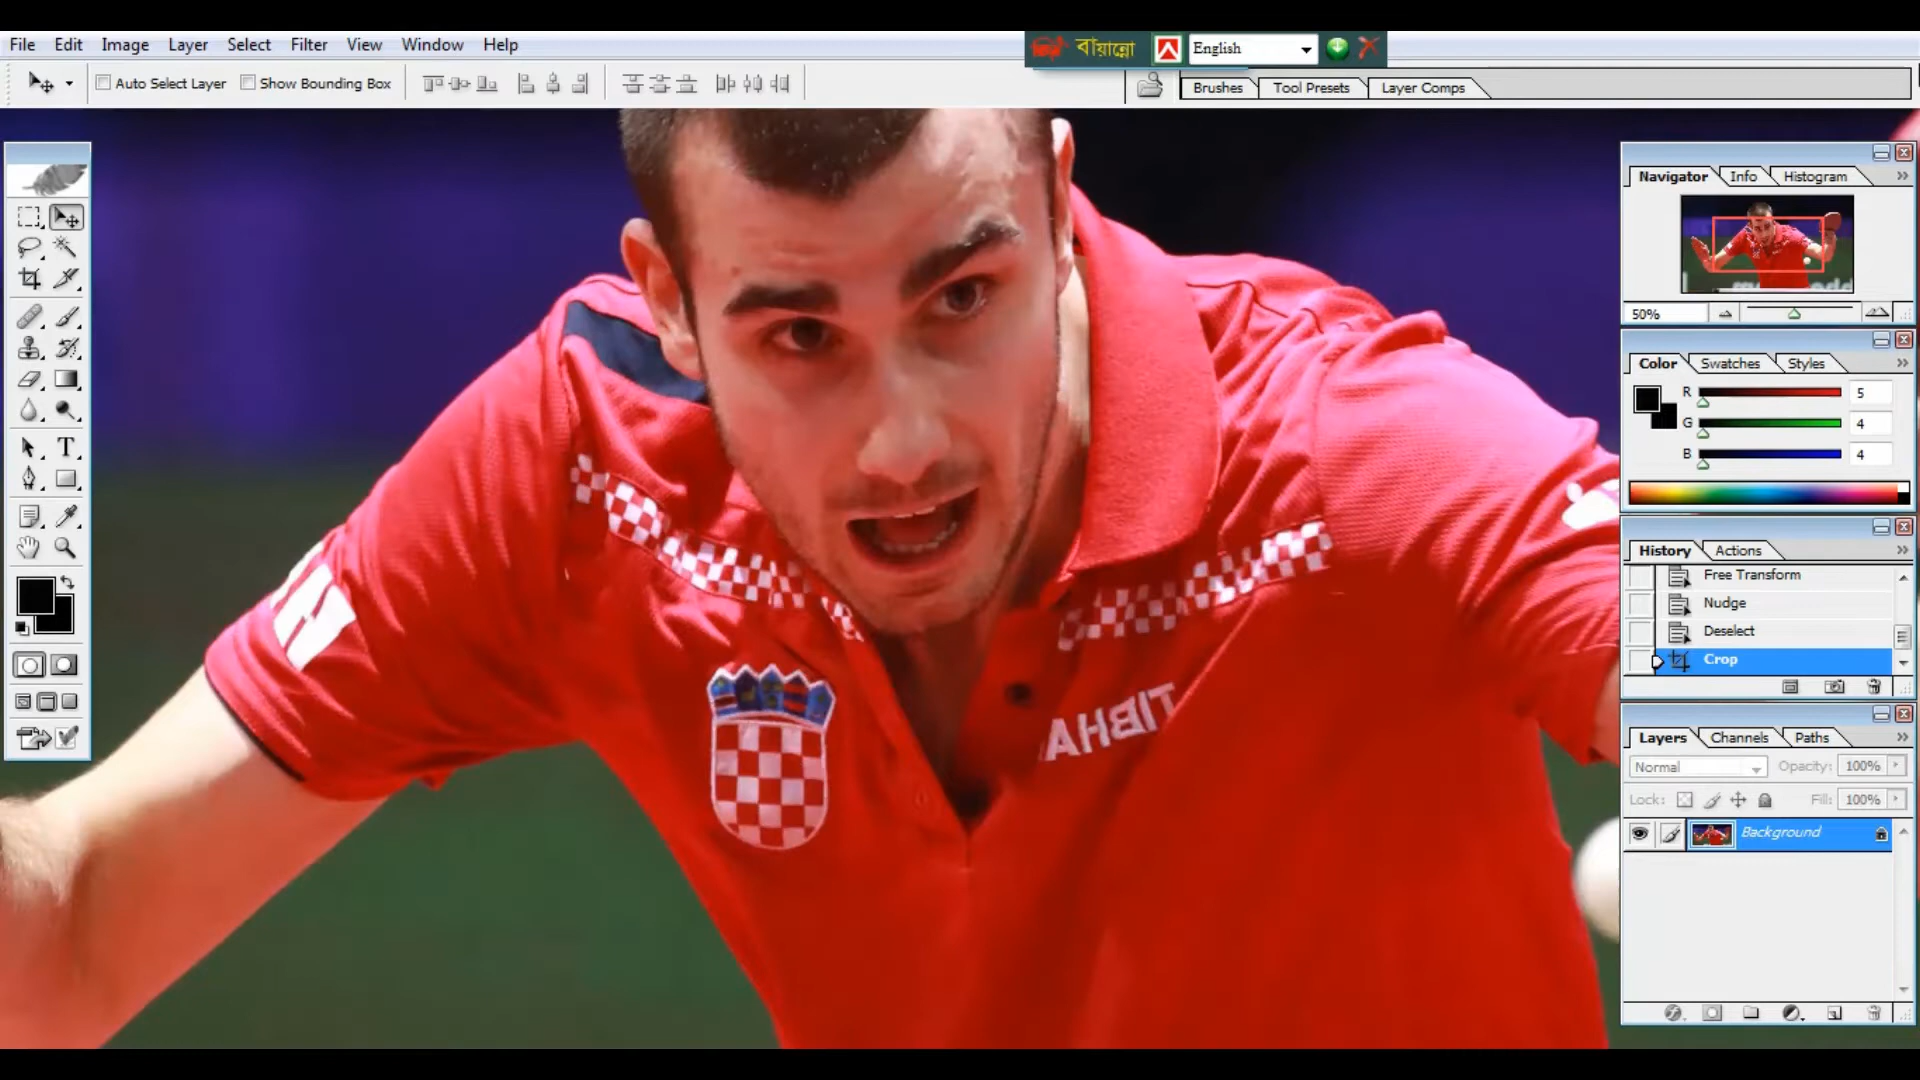 File Edit Image Layer Select Filter View Window Help
বায়ান্নো English
Auto Select Layer Show Bounding Box
Brushes Tool Presets Layer Comps
Navigator Info Histogram
50%
Color Swatches Styles
R 5
G 4
B 4
History Actions
Free Transform
Nudge
Deselect
Crop
Layers Channels Paths
Normal Opacity: 100%
Lock: Fill: 100%
Background
TIBHA